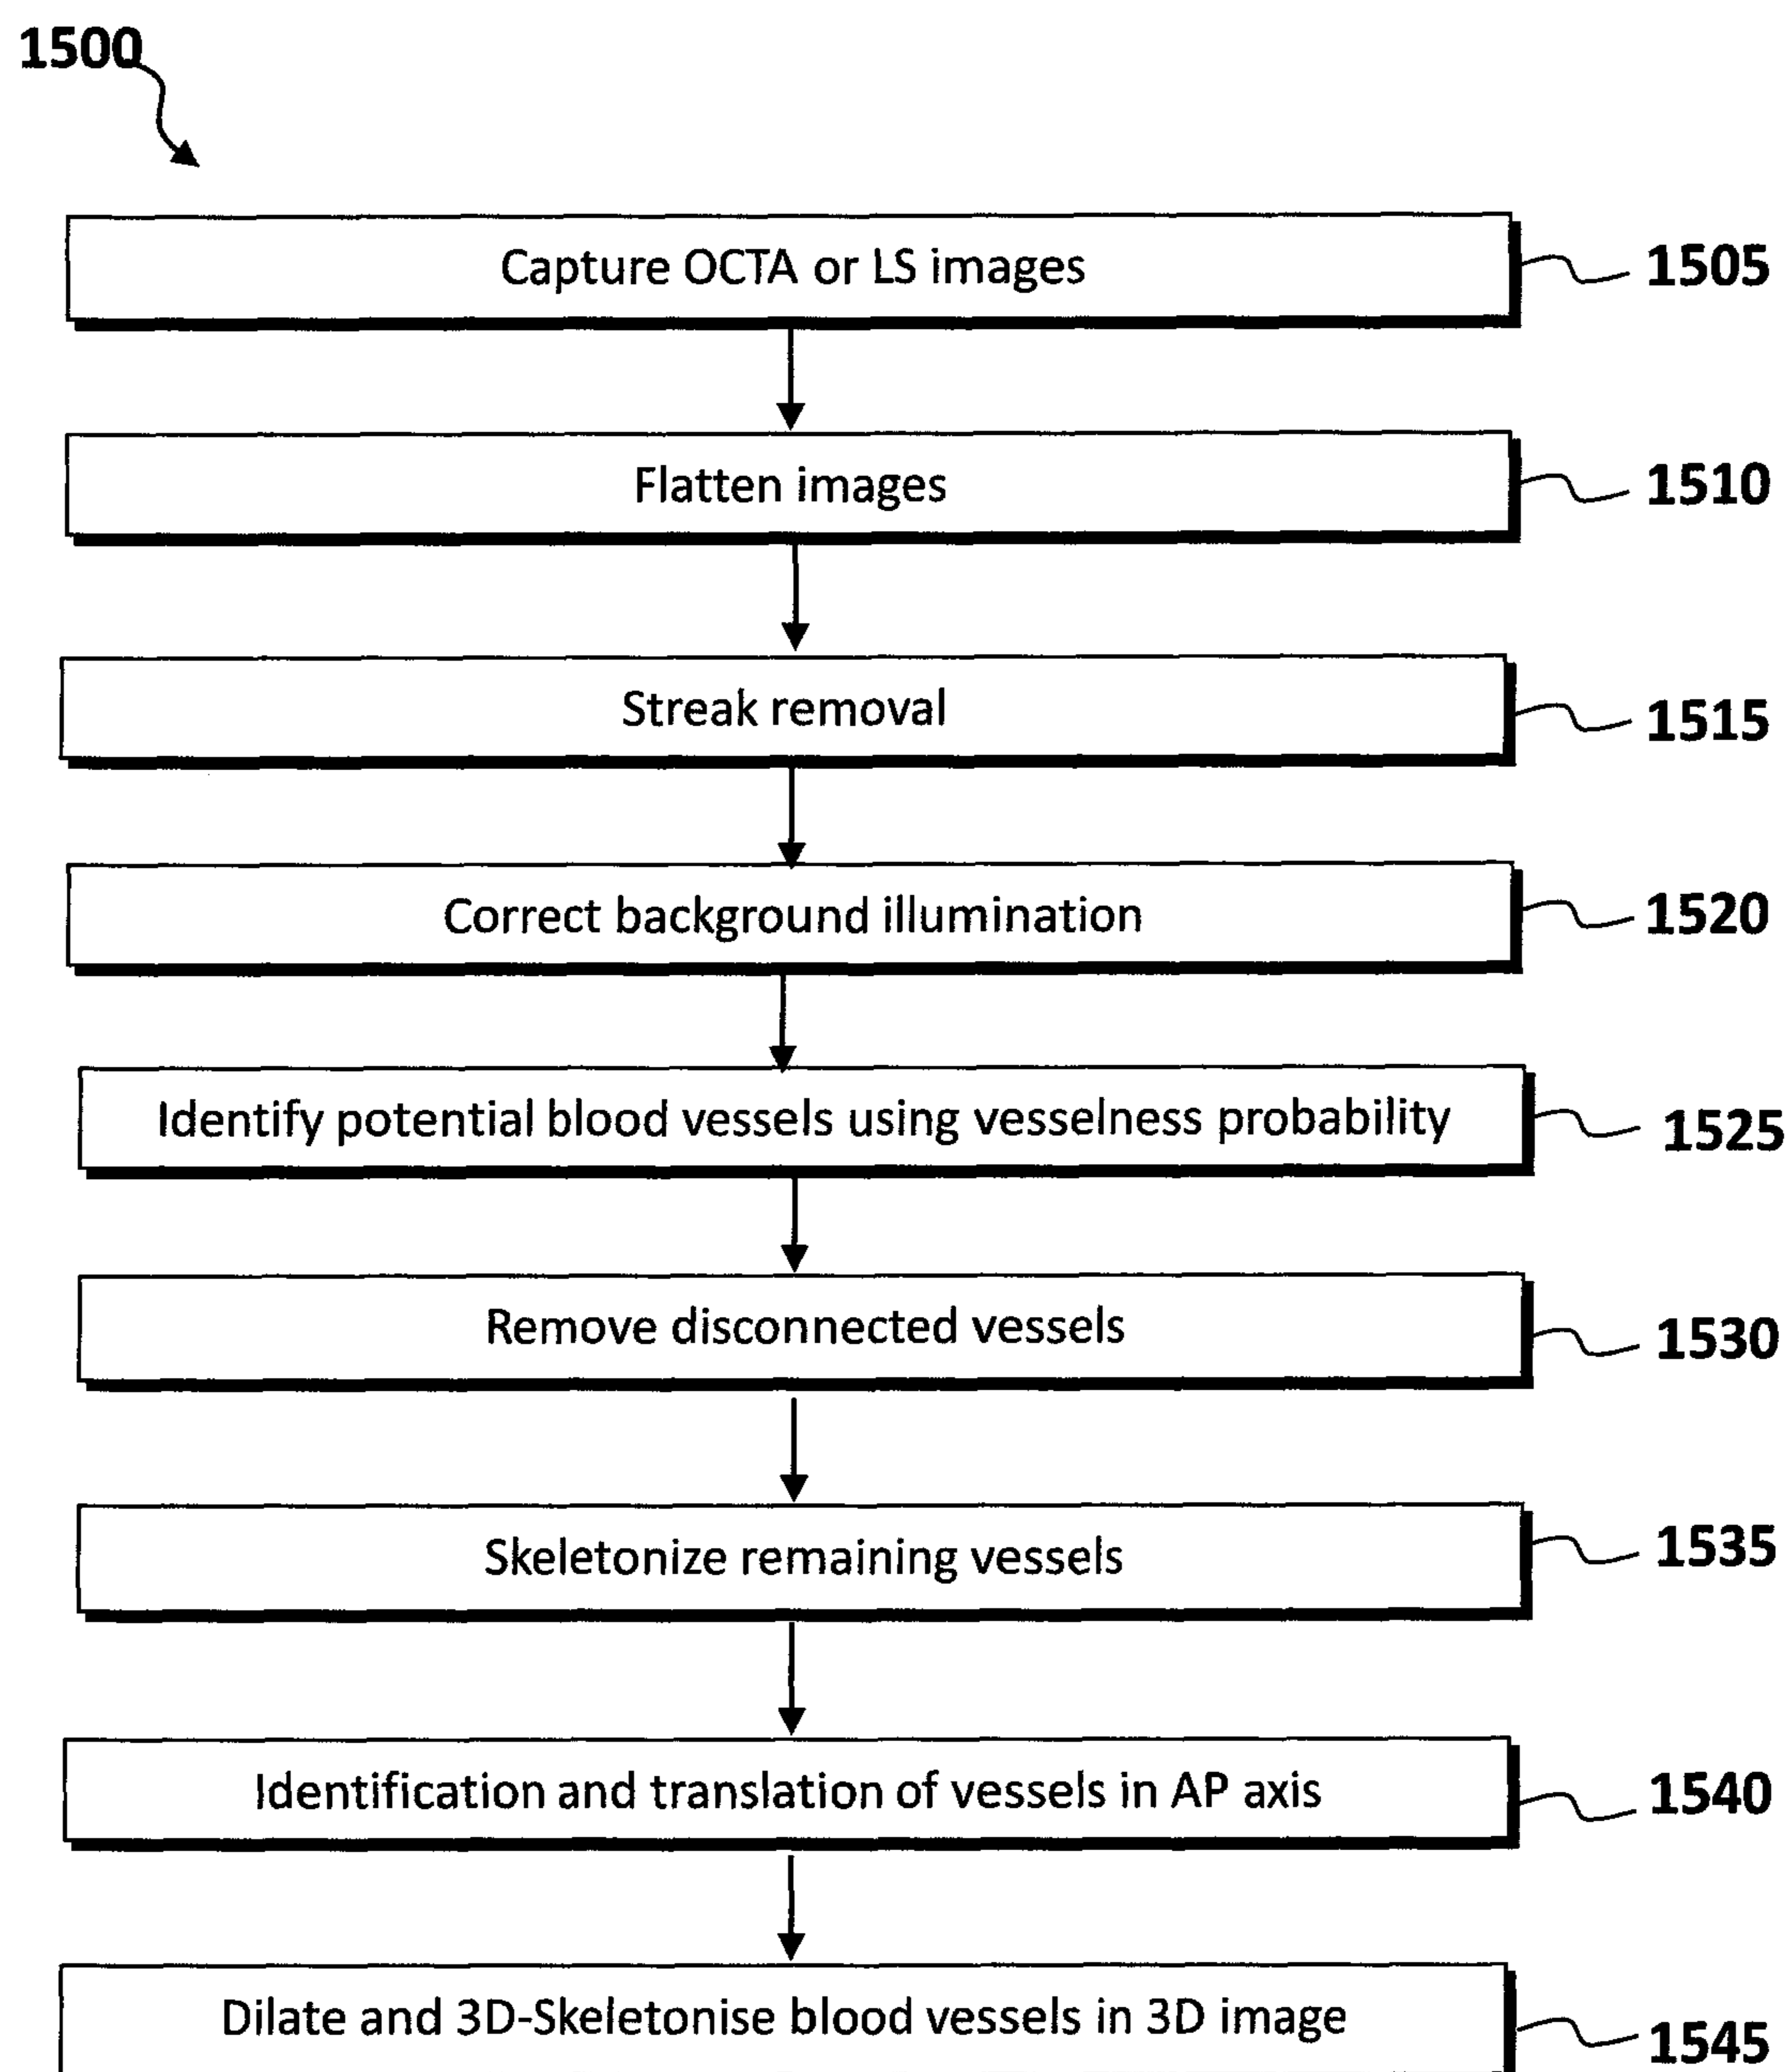 1500
Capture OCTA or LS images 1505
Flatten images 1510
Streak removal 1515
Correct background illumination 1520
Identify potential blood vessels using vesselness probability 1525
Remove disconnected vessels 1530
Skeletonize remaining vessels 1535
Identification and translation of vessels in AP axis 1540
Dilate and 3D-Skeletonise blood vessels in 3D image 1545